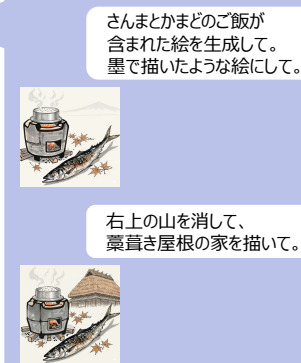 さんまとかまどのご飯が
含まれた絵を生成して。
墨で描いたような絵にして。
右上の山を消して、
藁葺き屋根の家を描いて。